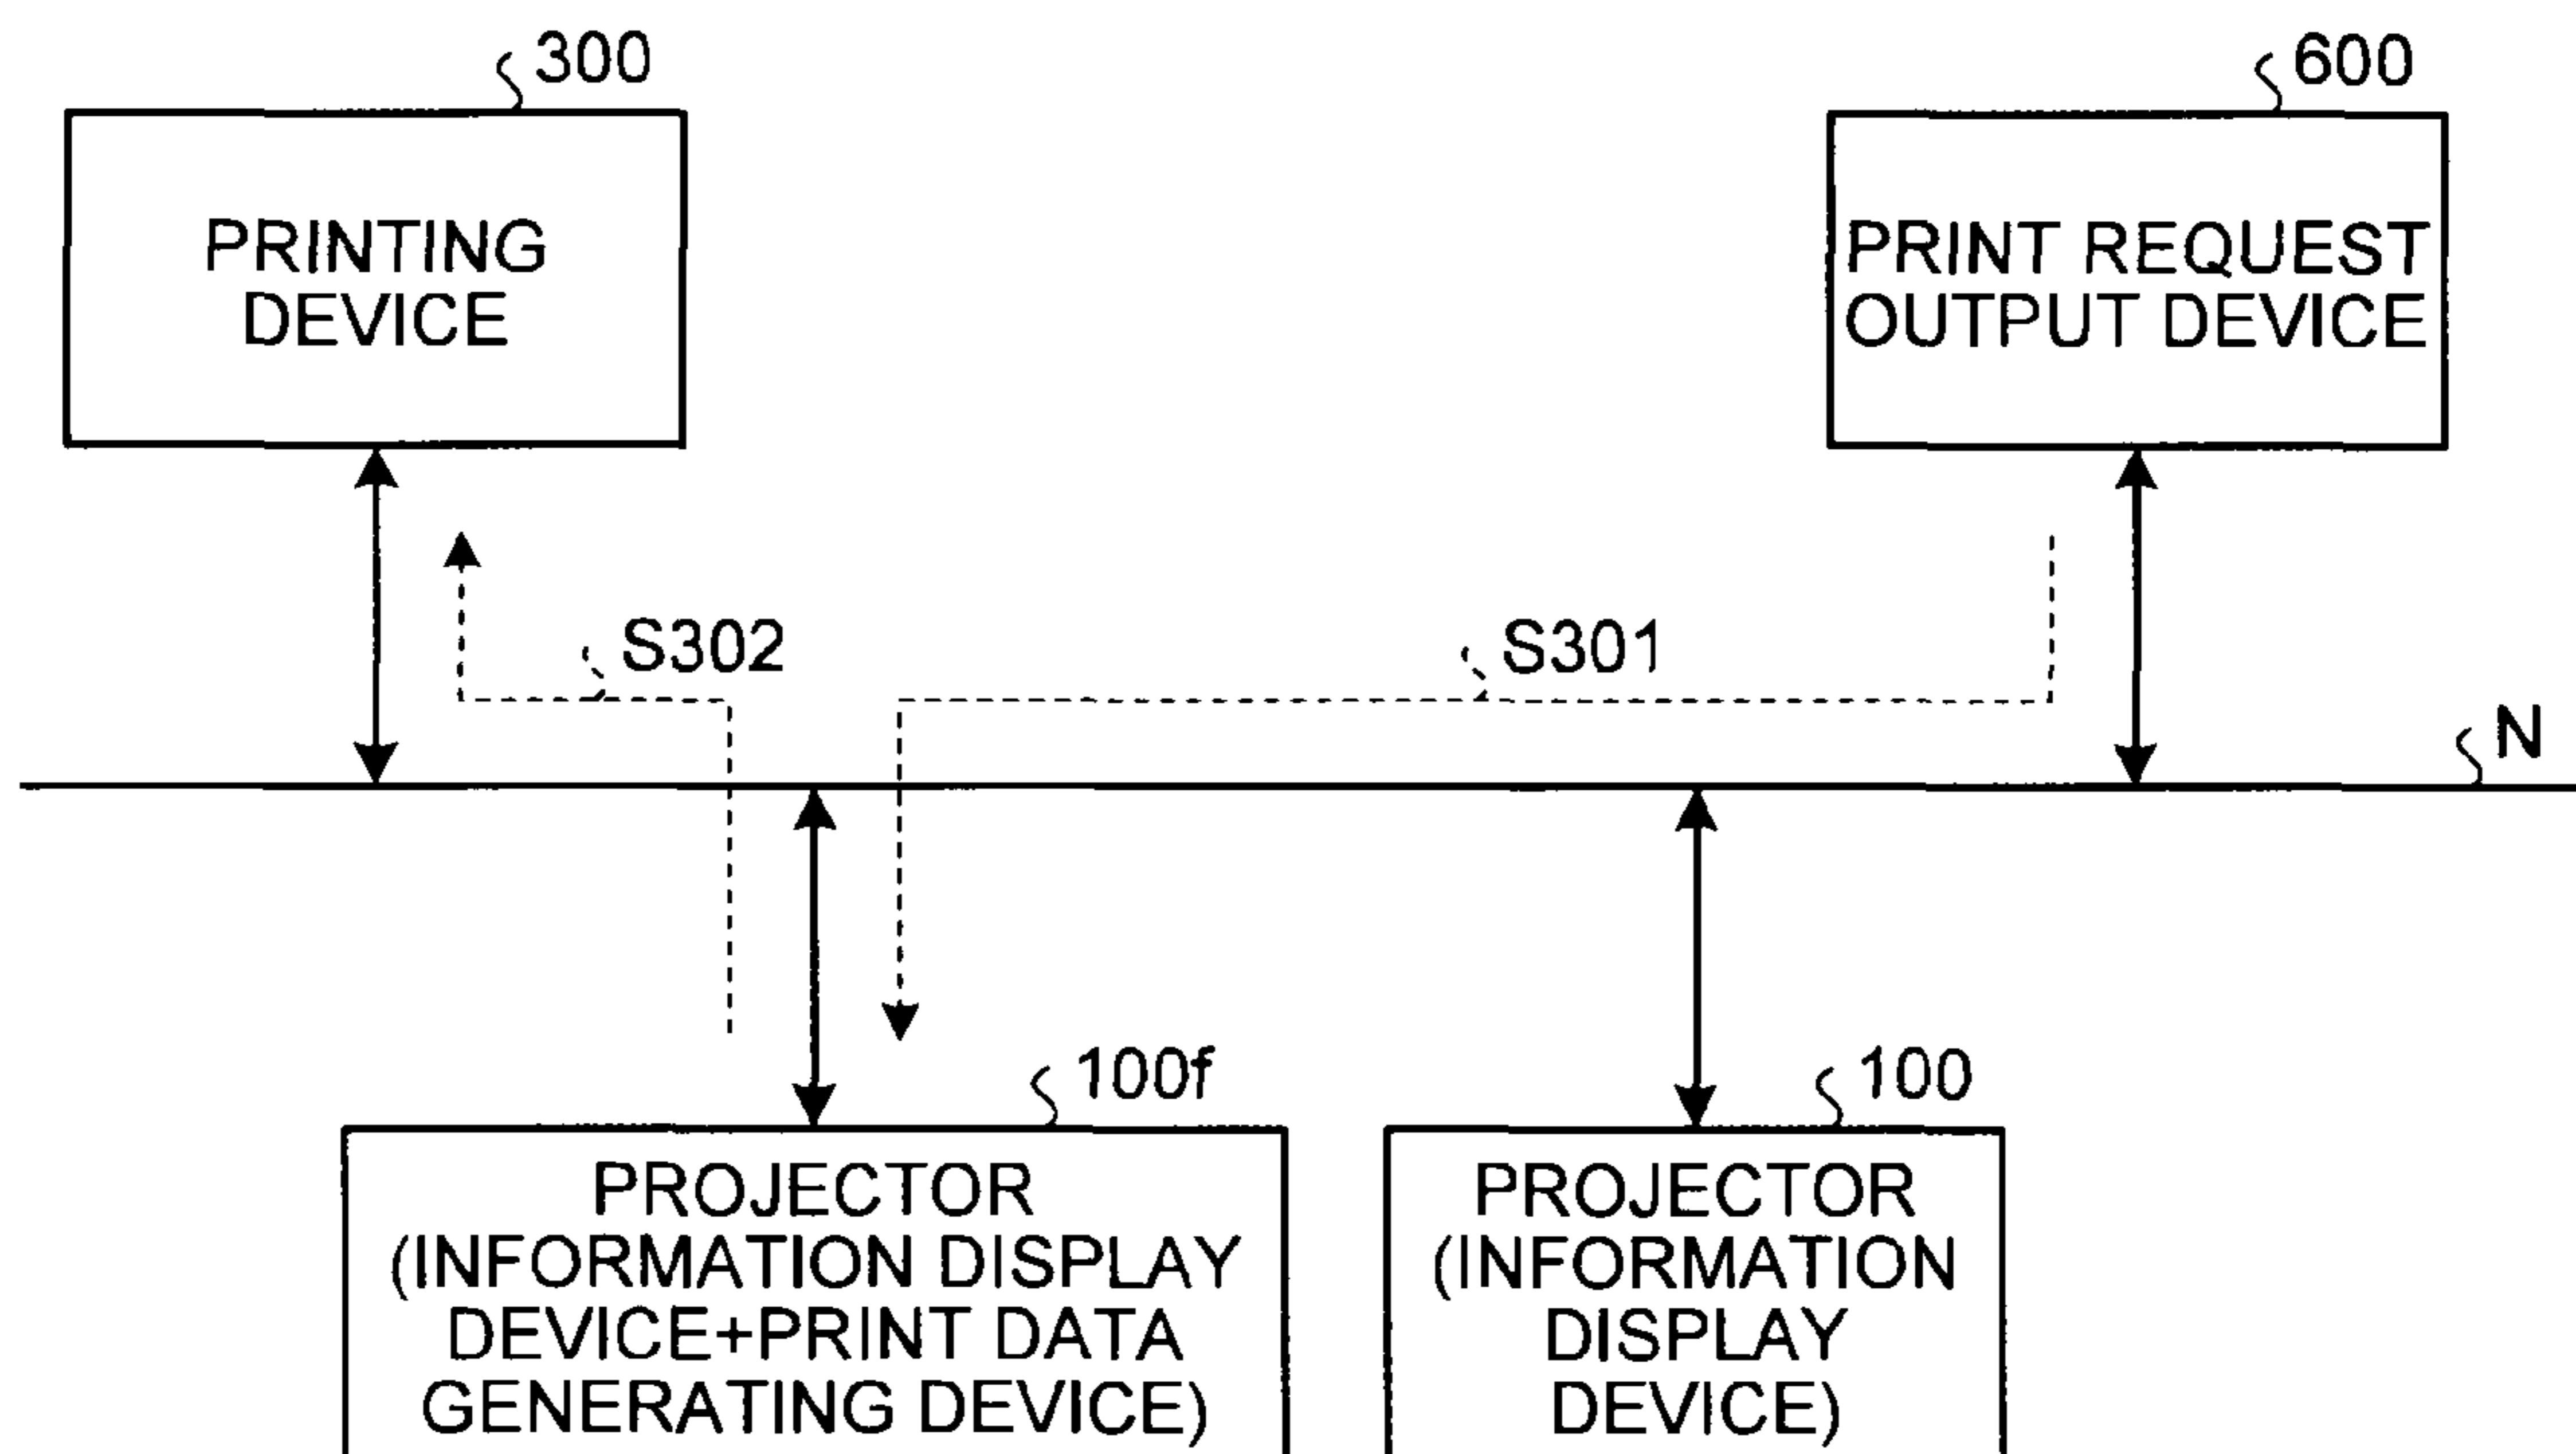 300
600
PRINTING
DEVICE
PRINT REQUEST
OUTPUT DEVICE
S302
S301
N
100f
100
PROJECTOR
(INFORMATION DISPLAY
DEVICE+PRINT DATA
GENERATING DEVICE)
PROJECTOR
(INFORMATION
DISPLAY
DEVICE)